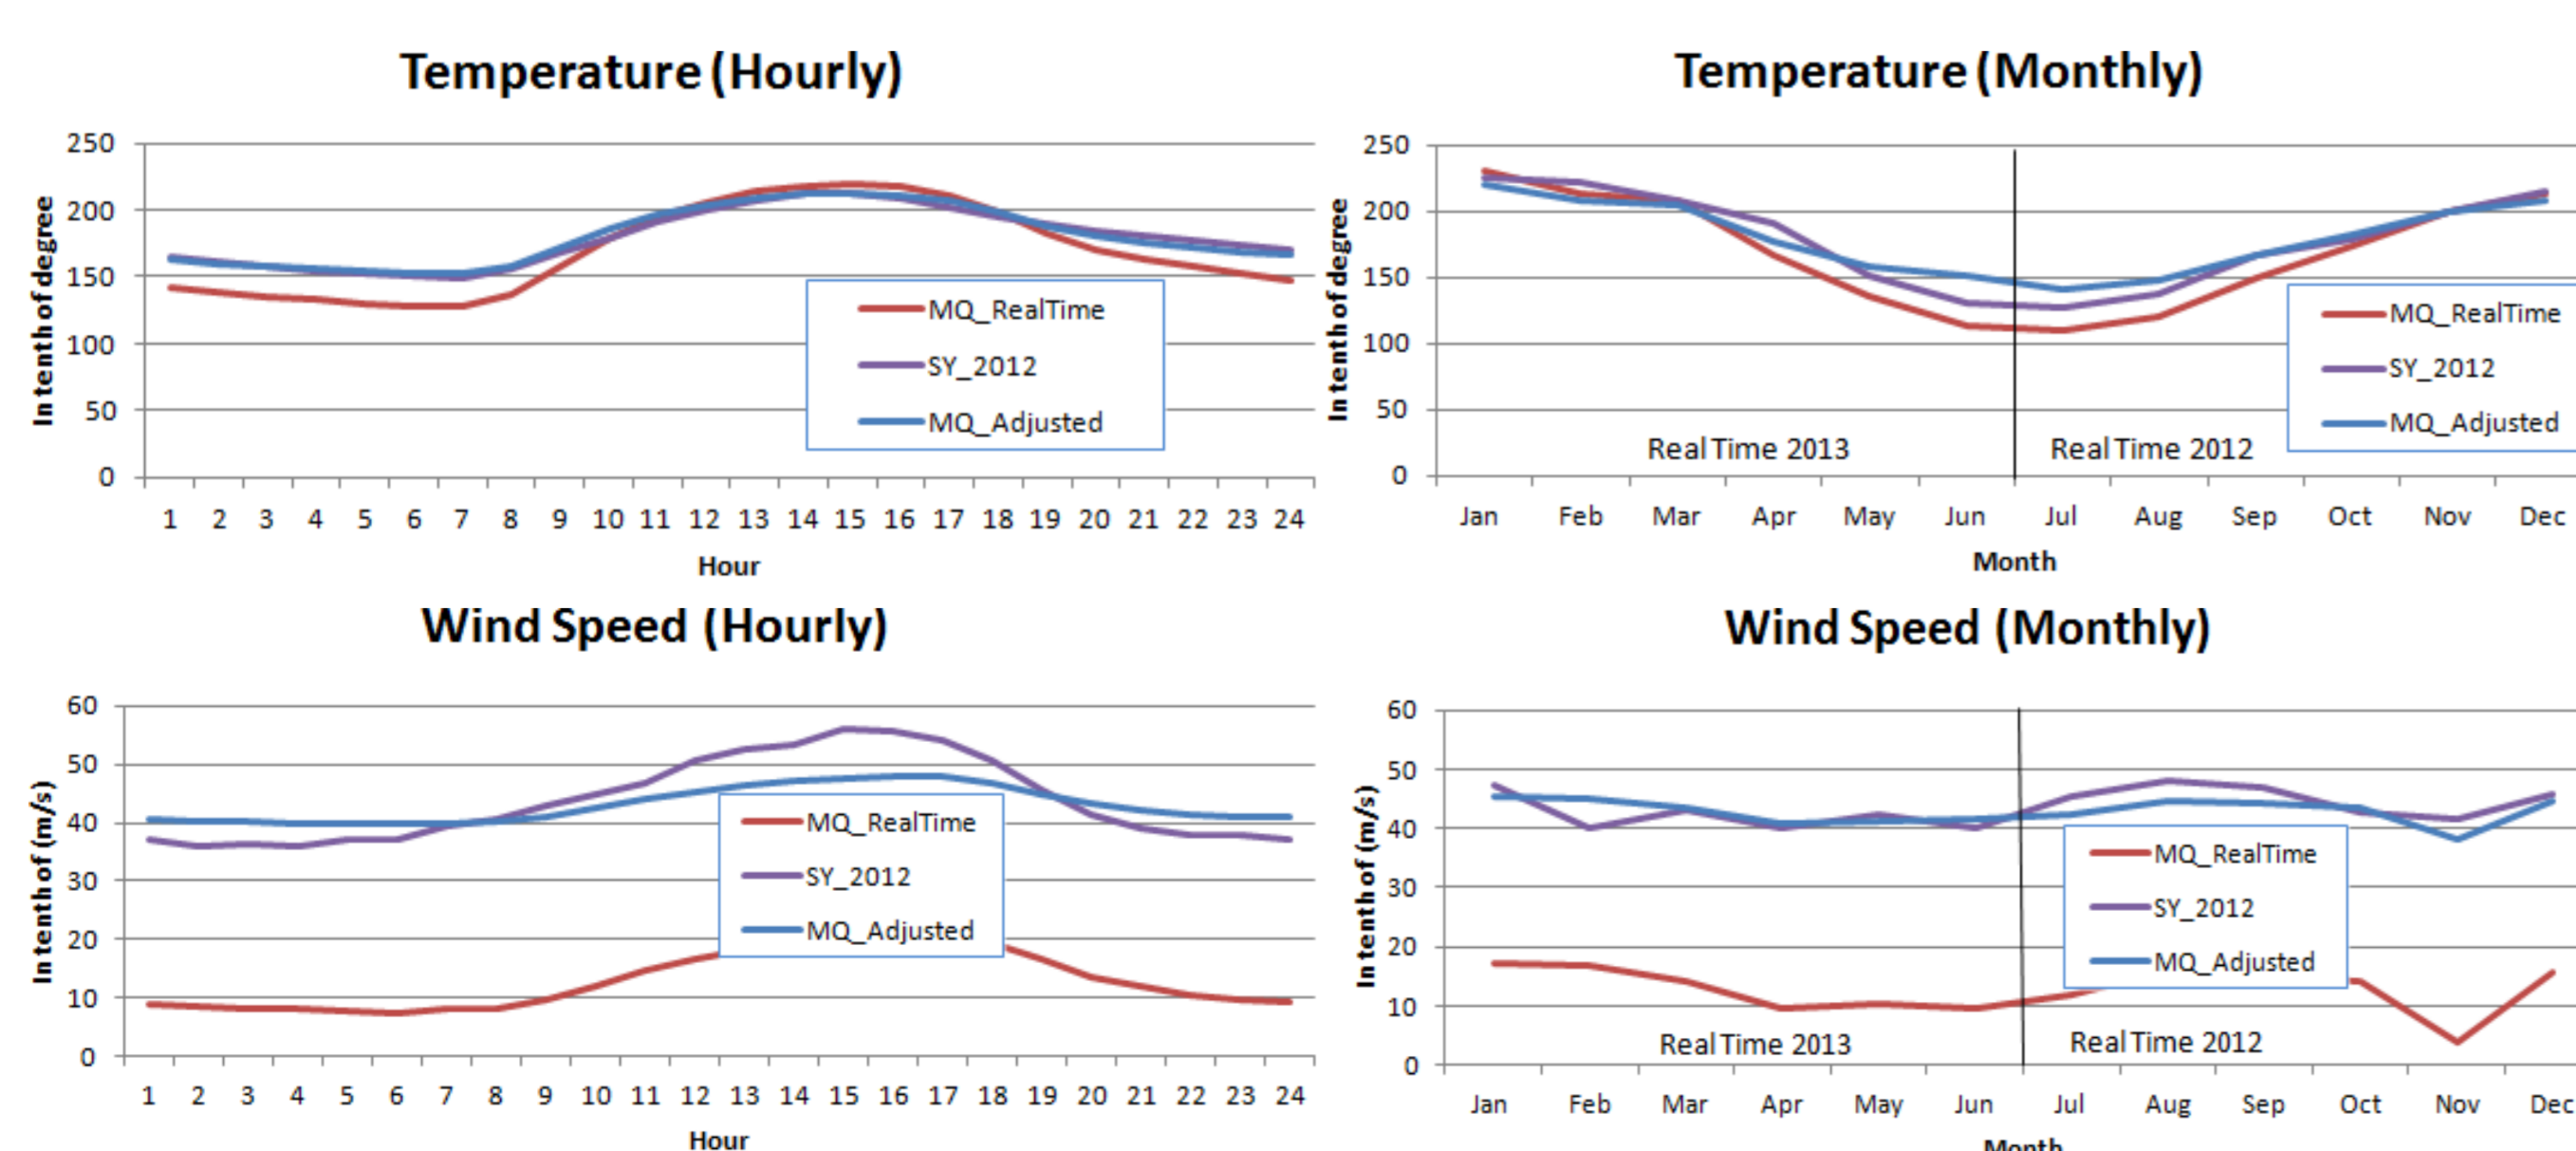 Temperature (Hourly)
In tenth of degree
250
200
150
100
50
0
MQ_RealTime
SY_2012
MQ_Adjusted
1 2 3 4 5 6 7 8 9 10 11 12 13 14 15 16 17 18 19 20 21 22 23 24
Hour
Temperature (Monthly)
In tenth of degree
250
200
150
100
50
0
MQ_RealTime
SY_2012
MQ_Adjusted
Real Time 2013 Real Time 2012
Jan Feb Mar Apr May Jun Jul Aug Sep Oct Nov Dec
Month
Wind Speed (Hourly)
In tenth of (m/s)
60
50
40
30
20
10
0
MQ_RealTime
SY_2012
MQ_Adjusted
1 2 3 4 5 6 7 8 9 10 11 12 13 14 15 16 17 18 19 20 21 22 23 24
Hour
Wind Speed (Monthly)
In tenth of (m/s)
60
50
40
30
20
10
0
MQ_RealTime
SY_2012
MQ_Adjusted
Real Time 2013 Real Time 2012
Jan Feb Mar Apr May Jun Jul Aug Sep Oct Nov Dec
Month